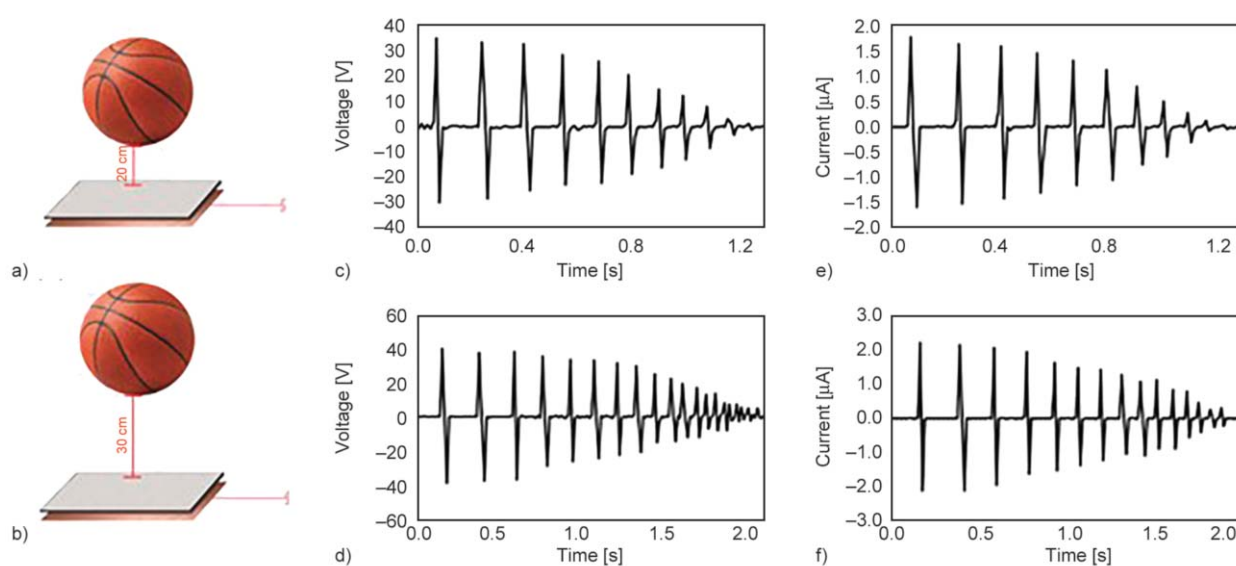 20 cm
a)
Voltage [V]
40
30
20
10
0
–10
–20
–30
–40
0.0 0.4 0.8 1.2
c) Time [s]
Current [µA]
2.0
1.5
1.0
0.5
0.0
–0.5
–1.0
–1.5
–2.0
0.0 0.4 0.8 1.2
e) Time [s]
30 cm
b)
Voltage [V]
60
40
20
0
–20
–40
–60
0.0 0.5 1.0 1.5 2.0
d) Time [s]
Current [µA]
3.0
2.0
1.0
0.0
–1.0
–2.0
–3.0
0.0 0.5 1.0 1.5 2.0
f) Time [s]